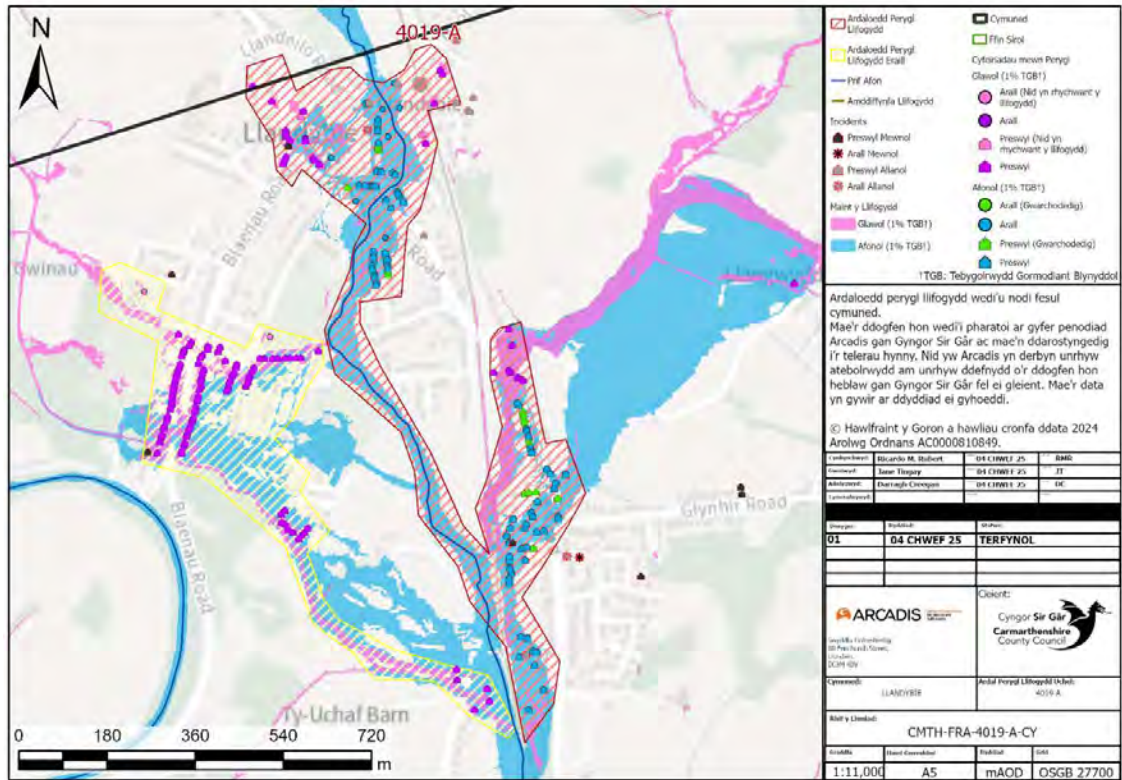 N
4019-A
Llandeilo
Llandybie
Blaenau Road
Road
Gwinau
Glynhir Road
Blaenau Road
Ty-Uchaf Barn
0 180 360 540 720
m
Ardaloedd Perygl
Llifogydd
Ardaloedd Perygl
Llifogydd Eraill
Prif Afon
Amddiffynfa Llifogydd
Incidents
Preswyl Mewnol
Arall Mewnol
Preswyl Allanol
Arall Allanol
Maint y Llifogydd
Glawol (1% TGB†)
Afonol (1% TGB†)
Cymuned
Ffin Sirol
Cyfeiriadau mewn Perygl
Glawol (1% TGB†)
Arall (Nid yn rhychwant y
llifogydd)
Arall
Preswyl (Nid yn
rhychwant y llifogydd)
Preswyl
Afonol (1% TGB†)
Arall (Gwarchodedig)
Arall
Preswyl (Gwarchodedig)
Preswyl
†TGB: Tebygolrwydd Gormodiant Blynyddol
Ardaloedd perygl llifogydd wedi'u nodi fesul
cymuned.
Mae'r ddogfen hon wedi'i pharatoi ar gyfer penodiad
Arcadis gan Gyngor Sir Gâr ac mae'n ddarostyngedig
i'r telerau hynny. Nid yw Arcadis yn derbyn unrhyw
atebolrwydd am unrhyw ddefnydd o'r ddogfen hon
heblaw gan Gyngor Sir Gâr fel ei gleient. Mae'r data
yn gywir ar ddyddiad ei gyhoeddi.
© Hawlfraint y Goron a hawliau cronfa ddata 2024
Arolwg Ordnans AC0000810849.
Ricardo M. Rubert 04 CHWEF 25 RMR
Jane Tingay 04 CHWEF 25 JT
Darragh Creegan 04 CHWEF 25 DC
01 04 CHWEF 25 TERFYNOL
ARCADIS
Cleient:
Cyngor Sir Gâr
Carmarthenshire
County Council
Cymuned:
LLANDYBÏE
Ardal Perygl Llifogydd Uchel:
4019-A
CMTH-FRA-4019-A-CY
1:11,000 A5 mAOD OSGB 27700